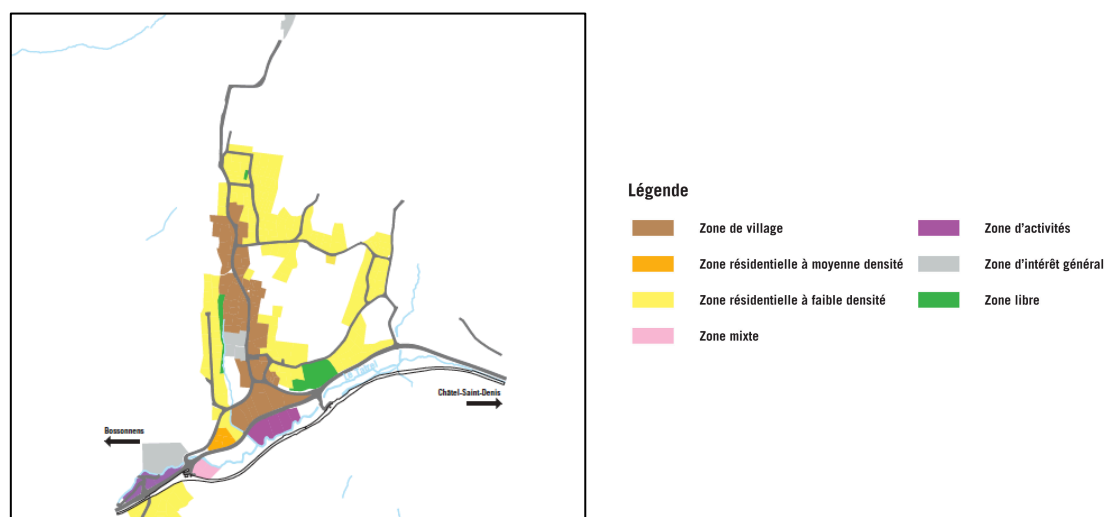 Châtel-Saint-Denis
Bossonnens
Légende
Zone de village
Zone résidentielle à moyenne densité
Zone résidentielle à faible densité
Zone mixte
Zone d'activités
Zone d'intérêt général
Zone libre